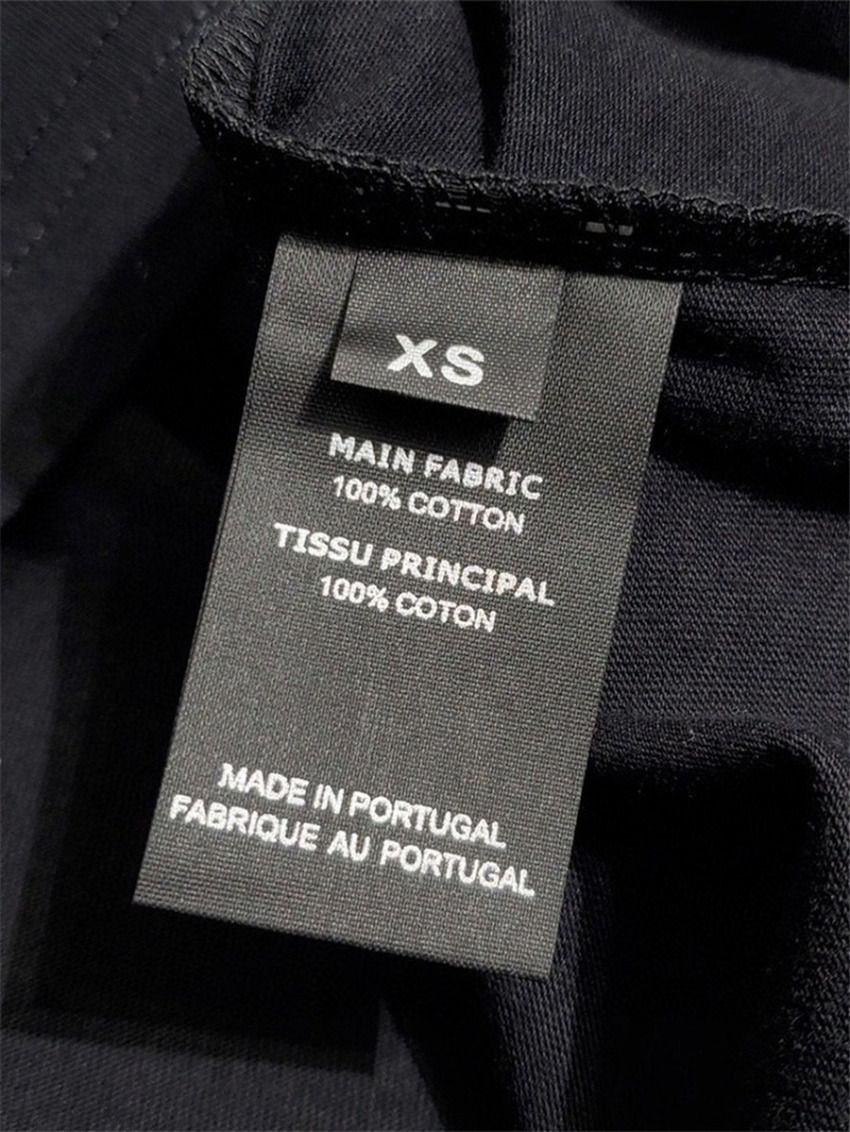 XS
MAIN FABRIC
100% COTTON
TISSU PRINCIPAL
100% COTON
MADE IN PORTUGAL
FABRIQUE AU PORTUGAL